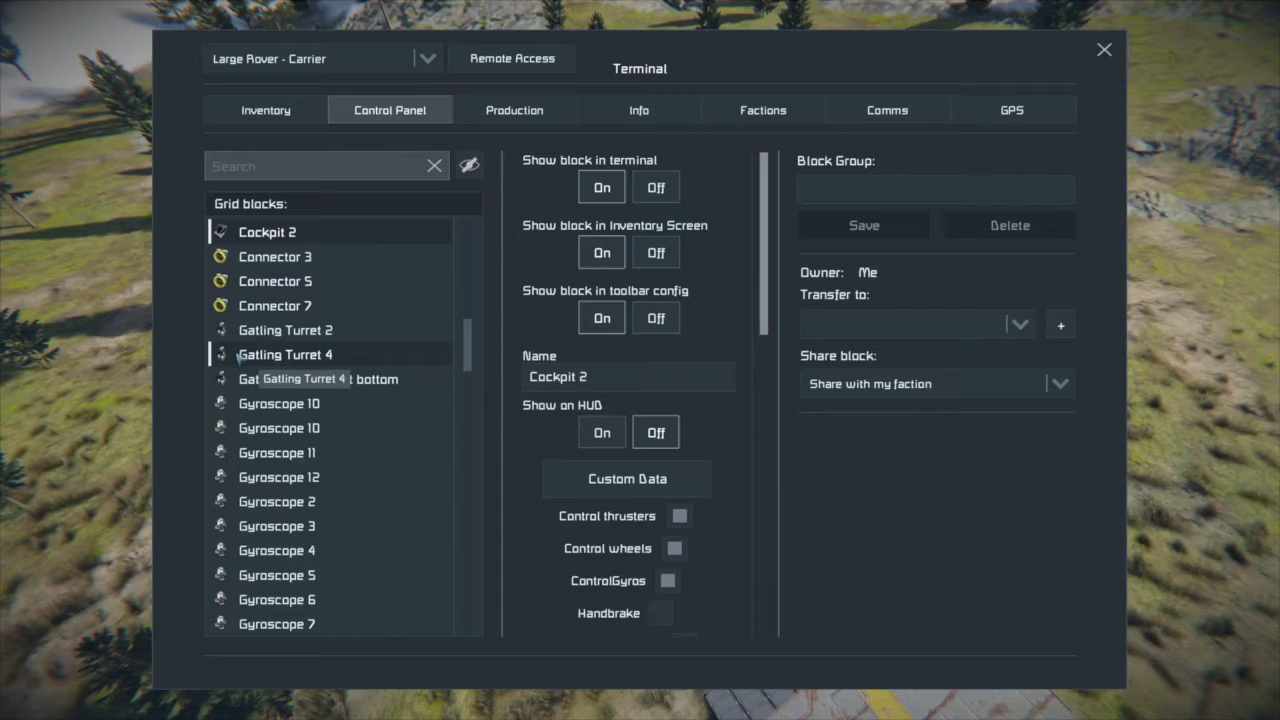 Large Rover - Carrier
Remote Access
Terminal
Inventory
Control Panel
Production
Info
Factions
Comms
GPS
Search
Grid blocks:
Cockpit 2
Connector 3
Connector 5
Connector 7
Gatling Turret 2
Gatling Turret 4
Gatling Turret 4
bottom
Gyroscope 10
Gyroscope 10
Gyroscope 11
Gyroscope 12
Gyroscope 2
Gyroscope 3
Gyroscope 4
Gyroscope 5
Gyroscope 6
Gyroscope 7
Show block in terminal
On Off
Show block in Inventory Screen
On Off
Show block in toolbar config
On Off
Name
Cockpit 2
Show on HUD
On Off
Custom Data
Control thrusters
Control wheels
ControlGyros
Handbrake
Block Group:
Save Delete
Owner: Me
Transfer to:
+
Share block:
Share with my faction